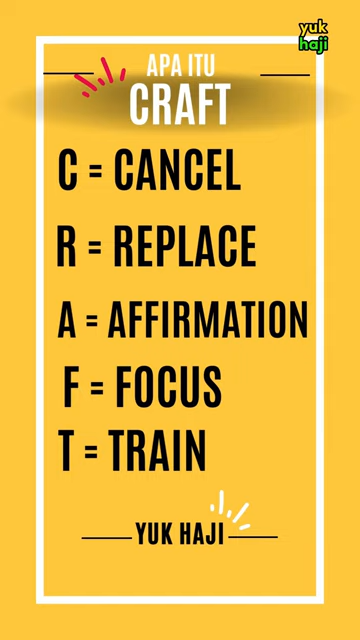 yuk
haji
APA ITU
CRAFT
C = CANCEL
R = REPLACE
A = AFFIRMATION
F = FOCUS
T = TRAIN
YUK HAJI